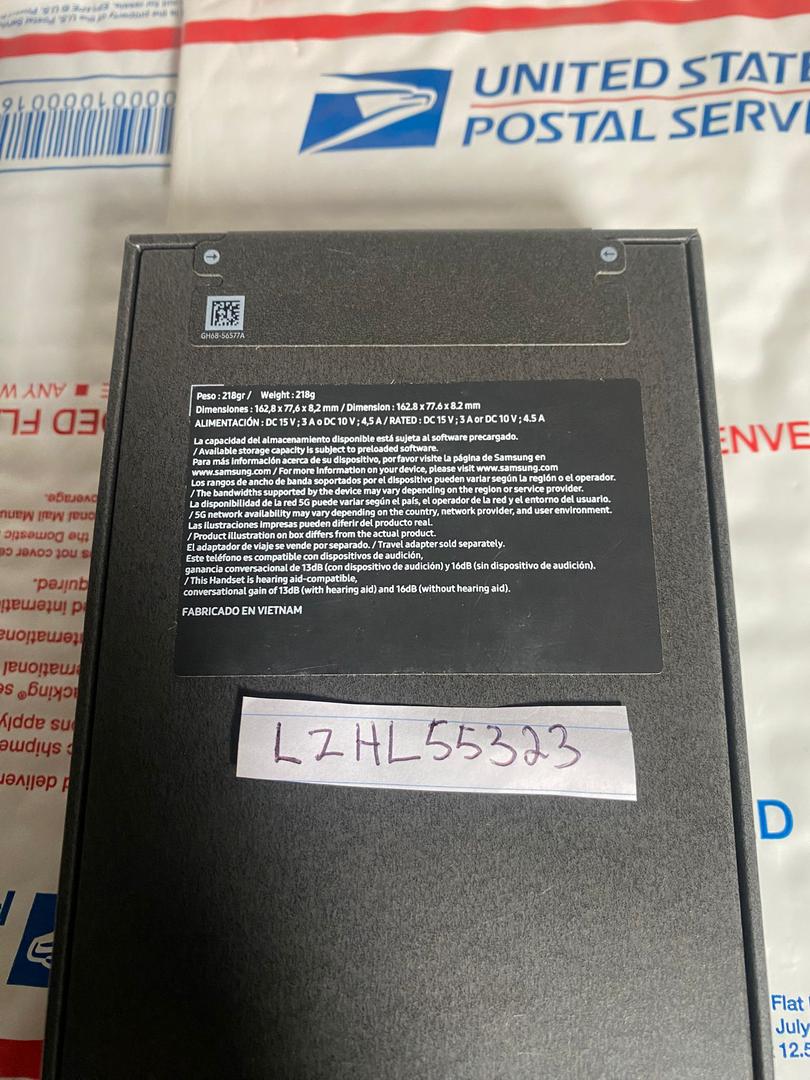 UNITED STATE
POSTAL SERVI
GH68-56577A
Peso : 218gr / Weight : 218g
Dimensiones : 162,8 x 77,6 x 8,2 mm / Dimension : 162.8 x 77.6 x 8.2 mm
ALIMENTACIÓN : DC 15 V ; 3 A o DC 10 V ; 4,5 A / RATED : DC 15 V ; 3 A or DC 10 V ; 4.5 A
La capacidad del almacenamiento disponible está sujeta al software precargado.
/ Available storage capacity is subject to preloaded software.
Para más información acerca de su dispositivo, por favor visite la página de Samsung en
www.samsung.com / For more information on your device, please visit www.samsung.com
Los rangos de ancho de banda soportados por el dispositivo pueden variar según la región o el operador.
/ The bandwidths supported by the device may vary depending on the region or service provider.
La disponibilidad de la red 5G puede variar según el país, el operador de la red y el entorno del usuario.
/ 5G network availability may vary depending on the country, network provider, and user environment.
Las ilustraciones impresas pueden diferir del producto real.
/ Product illustration on box differs from the actual product.
El adaptador de viaje se vende por separado. / Travel adapter sold separately.
Este teléfono es compatible con dispositivos de audición,
ganancia conversacional de 13dB (con dispositivo de audición) y 16dB (sin dispositivo de audición).
/ This Handset is hearing aid-compatible,
conversational gain of 13dB (with hearing aid) and 16dB (without hearing aid).
FABRICADO EN VIETNAM
LZHL55323
ENVE
D
Flat
July
12.5